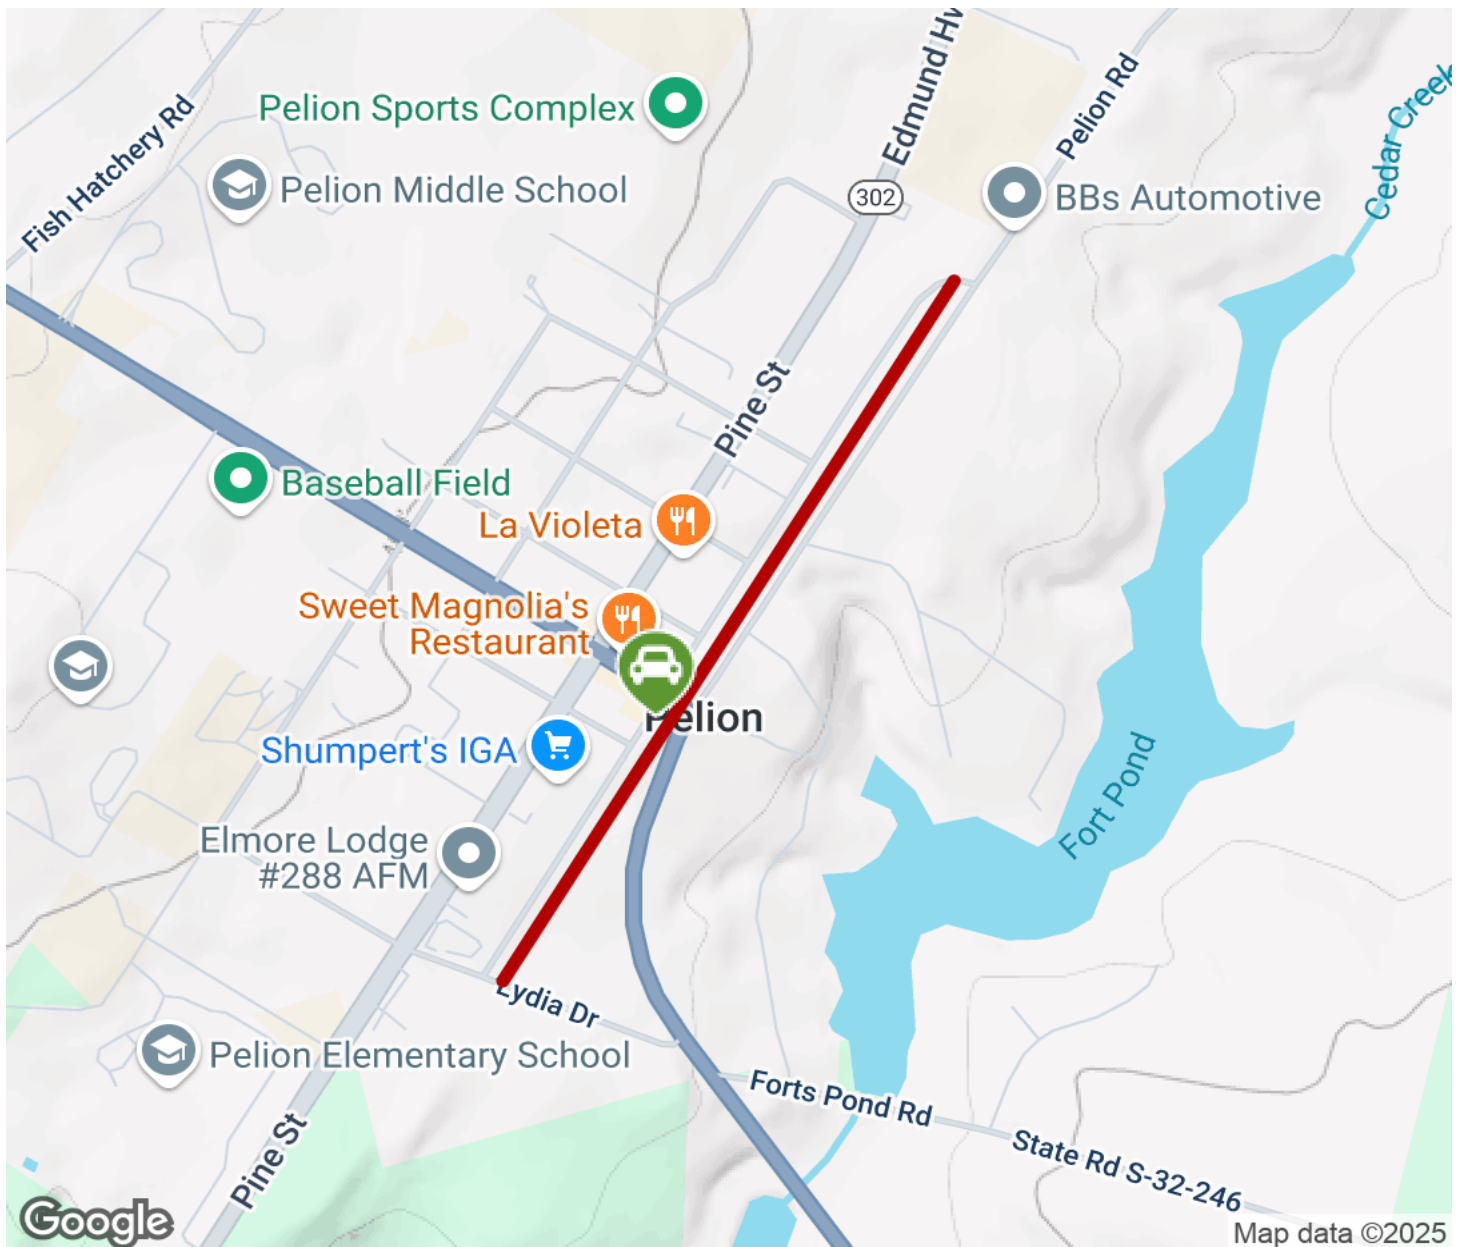 Edmund Hw
Pelion Rd
Cedar Creek
Fish Hatchery Rd
Pelion Sports Complex
Pelion Middle School
302
BBs Automotive
Pine St
Baseball Field
La Violeta
Sweet Magnolia's
Restaurant
Pelion
Shumpert's IGA
Fort Pond
Elmore Lodge
#288 AFM
Lydia Dr
Pelion Elementary School
Forts Pond Rd
State Rd S-32-246
Pine St
Google
Map data ©2025